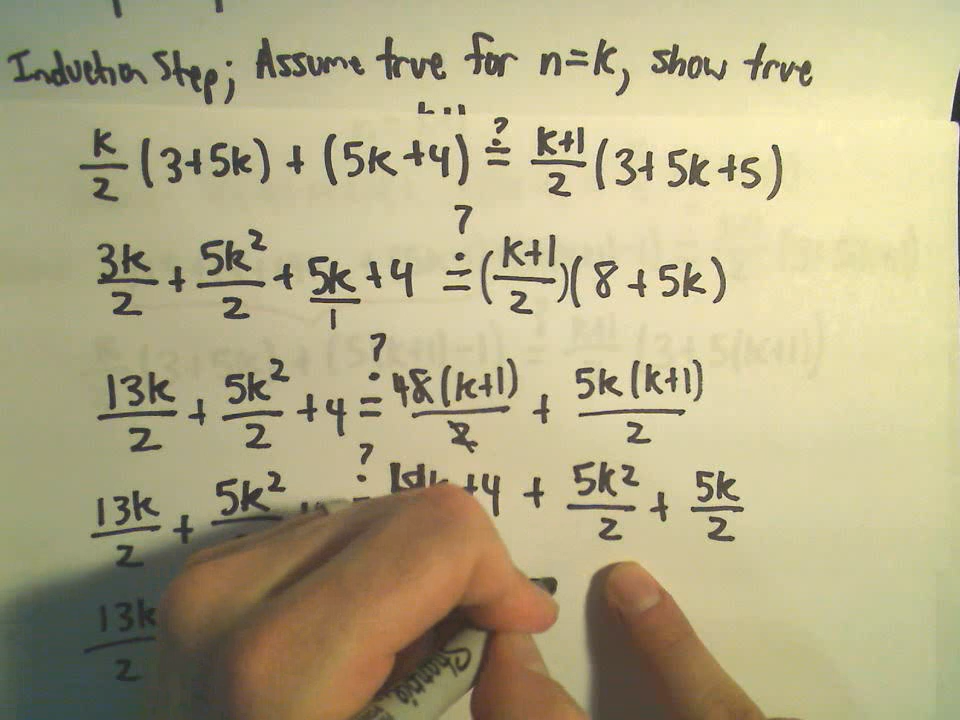 Induction Step; Assume true for n=k, show true
k/2 (3+5k) + (5k+4) ≟ k+1/2 (3+5k+5)
3k/2 + 5k²/2 + 5k/1 + 4 ≟ (k+1/2)(8+5k)
13k/2 + 5k²/2 + 4 ≟ 48(k+1)/2 + 5k(k+1)/2
13k/2 + 5k² + ≟ +4 + 5k²/2 + 5k/2
13k/2
Sharpie